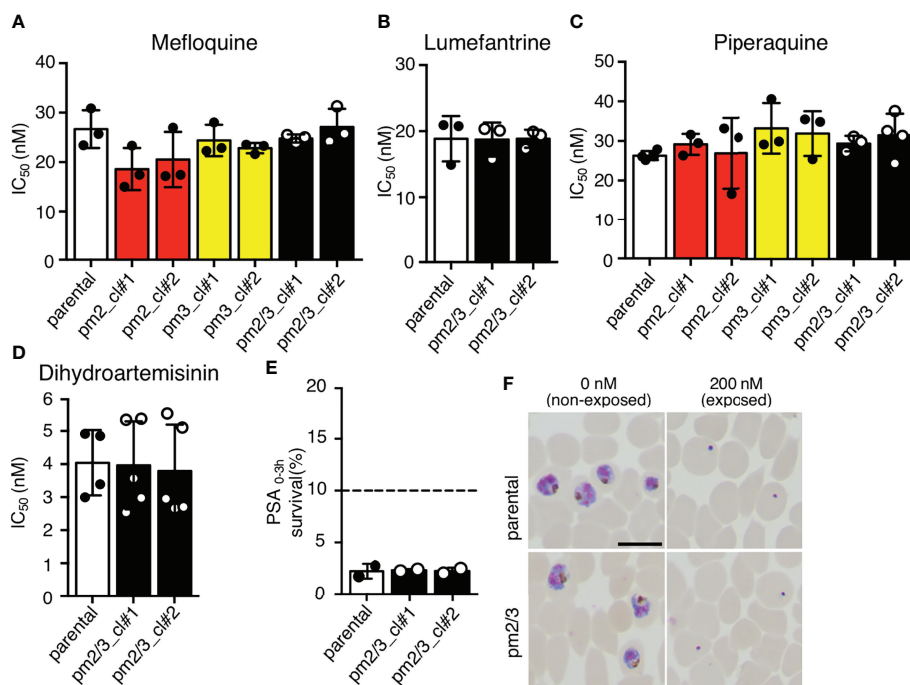 A
Mefloquine
IC50 (nM)
40
30
20
10
0
parental
pm2_cl#1
pm2_cl#2
pm3_cl#1
pm3_cl#2
pm2/3_cl#1
pm2/3_cl#2
B
Lumefantrine
IC50 (nM)
30
20
10
0
parental
pm2/3_cl#1
pm2/3_cl#2
C
Piperaquine
IC50 (nM)
50
40
30
20
10
0
parental
pm2_cl#1
pm2_cl#2
pm3_cl#1
pm3_cl#2
pm2/3_cl#1
pm2/3_cl#2
D
Dihydroartemisinin
IC50 (nM)
6
5
4
3
2
1
0
parental
pm2/3_cl#1
pm2/3_cl#2
E
PSA 0-3h
survival(%)
20
15
10
5
0
parental
pm2/3_cl#1
pm2/3_cl#2
F
0 nM
(non-exposed)
200 nM
(expcsed)
parental
pm2/3